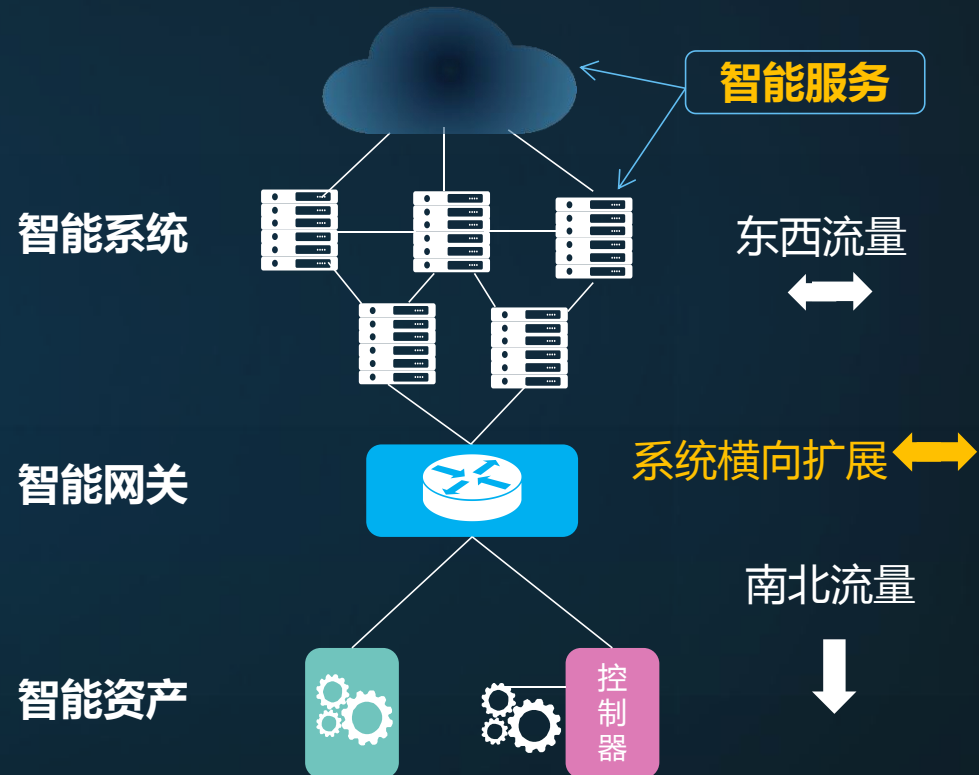 智能服务
智能系统
东西流量
系统横向扩展
智能网关
南北流量
智能资产
控
制
器